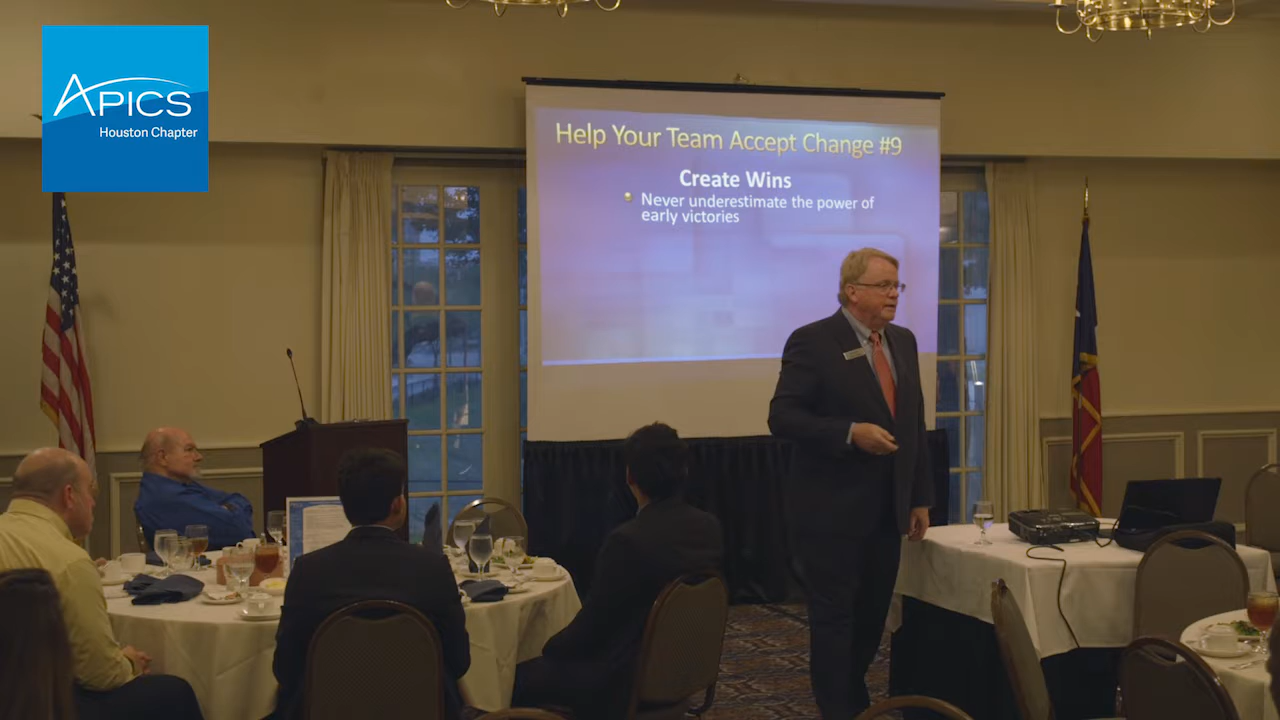 APICS
Houston Chapter
Help Your Team Accept Change #9
Create Wins
Never underestimate the power of
early victories